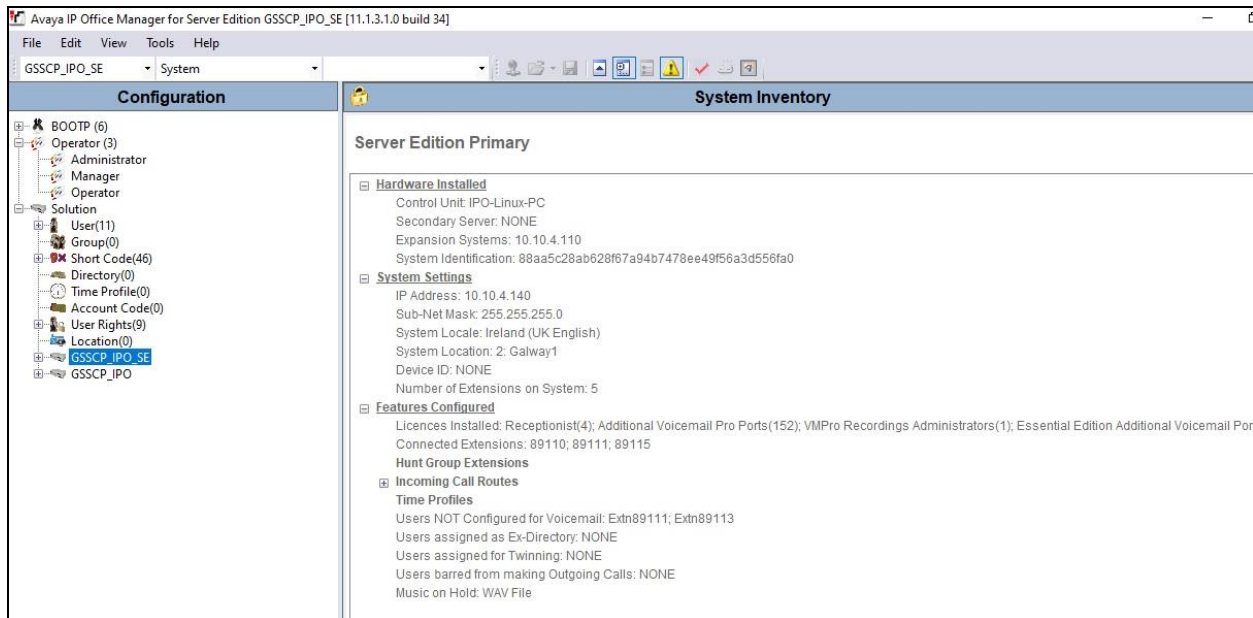 Avaya IP Office Manager for Server Edition GSSCP_IPO_SE [11.1.3.1.0 build 34]
File Edit View Tools Help
GSSCP_IPO_SE System
Configuration
System Inventory
BOOTP (6)
Operator (3)
Administrator
Manager
Operator
Solution
User(11)
Group(0)
Short Code(46)
Directory(0)
Time Profile(0)
Account Code(0)
User Rights(9)
Location(0)
GSSCP_IPO_SE
GSSCP_IPO
Server Edition Primary
Hardware Installed
Control Unit: IPO-Linux-PC
Secondary Server: NONE
Expansion Systems: 10.10.4.110
System Identification: 88aa5c28ab628f67a94b7478ee49f56a3d556fa0
System Settings
IP Address: 10.10.4.140
Sub-Net Mask: 255.255.255.0
System Locale: Ireland (UK English)
System Location: 2: Galway1
Device ID: NONE
Number of Extensions on System: 5
Features Configured
Licences Installed: Receptionist(4); Additional Voicemail Pro Ports(152); VMPro Recordings Administrators(1); Essential Edition Additional Voicemail Por
Connected Extensions: 89110; 89111; 89115
Hunt Group Extensions
Incoming Call Routes
Time Profiles
Users NOT Configured for Voicemail: Extn89111; Extn89113
Users assigned as Ex-Directory: NONE
Users assigned for Twinning: NONE
Users barred from making Outgoing Calls: NONE
Music on Hold: WAV File